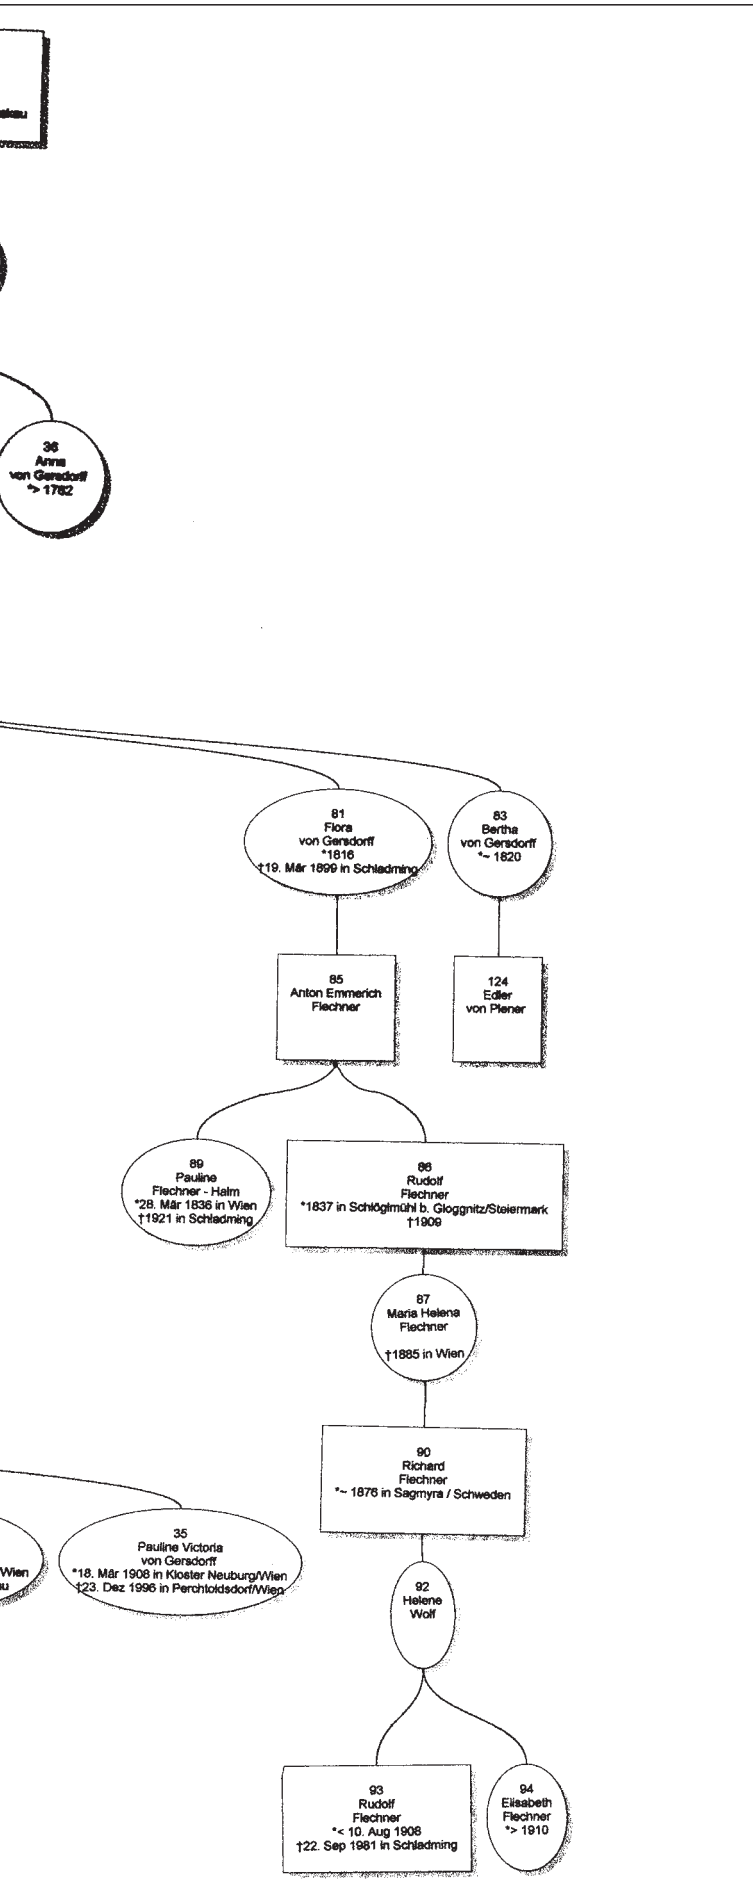 36
Anna
von Gersdorff
*> 1762
81
Flora
von Gersdorff
*1816
†19. Mär 1899 in Schladming
83
Bertha
von Gersdorff
*~ 1820
85
Anton Emmerich
Flechner
124
Edler
von Plener
89
Pauline
Flechner - Halm
*28. Mär 1836 in Wien
†1921 in Schladming
86
Rudolf
Flechner
*1837 in Schlöglmühl b. Gloggnitz/Steiermark
†1909
87
Maria Helena
Flechner
†1885 in Wien
90
Richard
Flechner
*~ 1876 in Sagmyra / Schweden
Wien
35
Pauline Victoria
von Gersdorff
*18. Mär 1908 in Kloster Neuburg/Wien
†23. Dez 1996 in Perchtoldsdorf/Wien
92
Helene
Wolf
93
Rudolf
Flechner
*< 10. Aug 1908
†22. Sep 1981 in Schladming
94
Elisabeth
Flechner
*> 1910